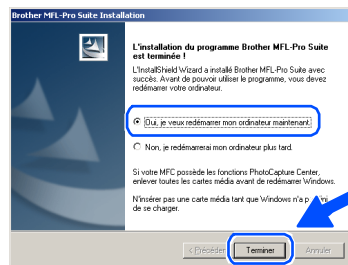 Brother MFL-Pro Suite Installation
L'installation du programme Brother MFL-Pro Suite
est terminée !
L'InstallShield Wizard a installé Brother MFL-Pro Suite avec
succès. Avant de pouvoir utiliser le programme, vous devez
redémarrer votre ordinateur.
Oui, je veux redémarrer mon ordinateur maintenant.
Non, je redémarrerai mon ordinateur plus tard.
Si votre MFC possède les fonctions PhotoCapture Center,
enlever toutes les cartes média avant de redémarrer Windows.
N'insérer pas une carte média tant que Windows n'a
de se charger.
< Précédent Terminer Annuler